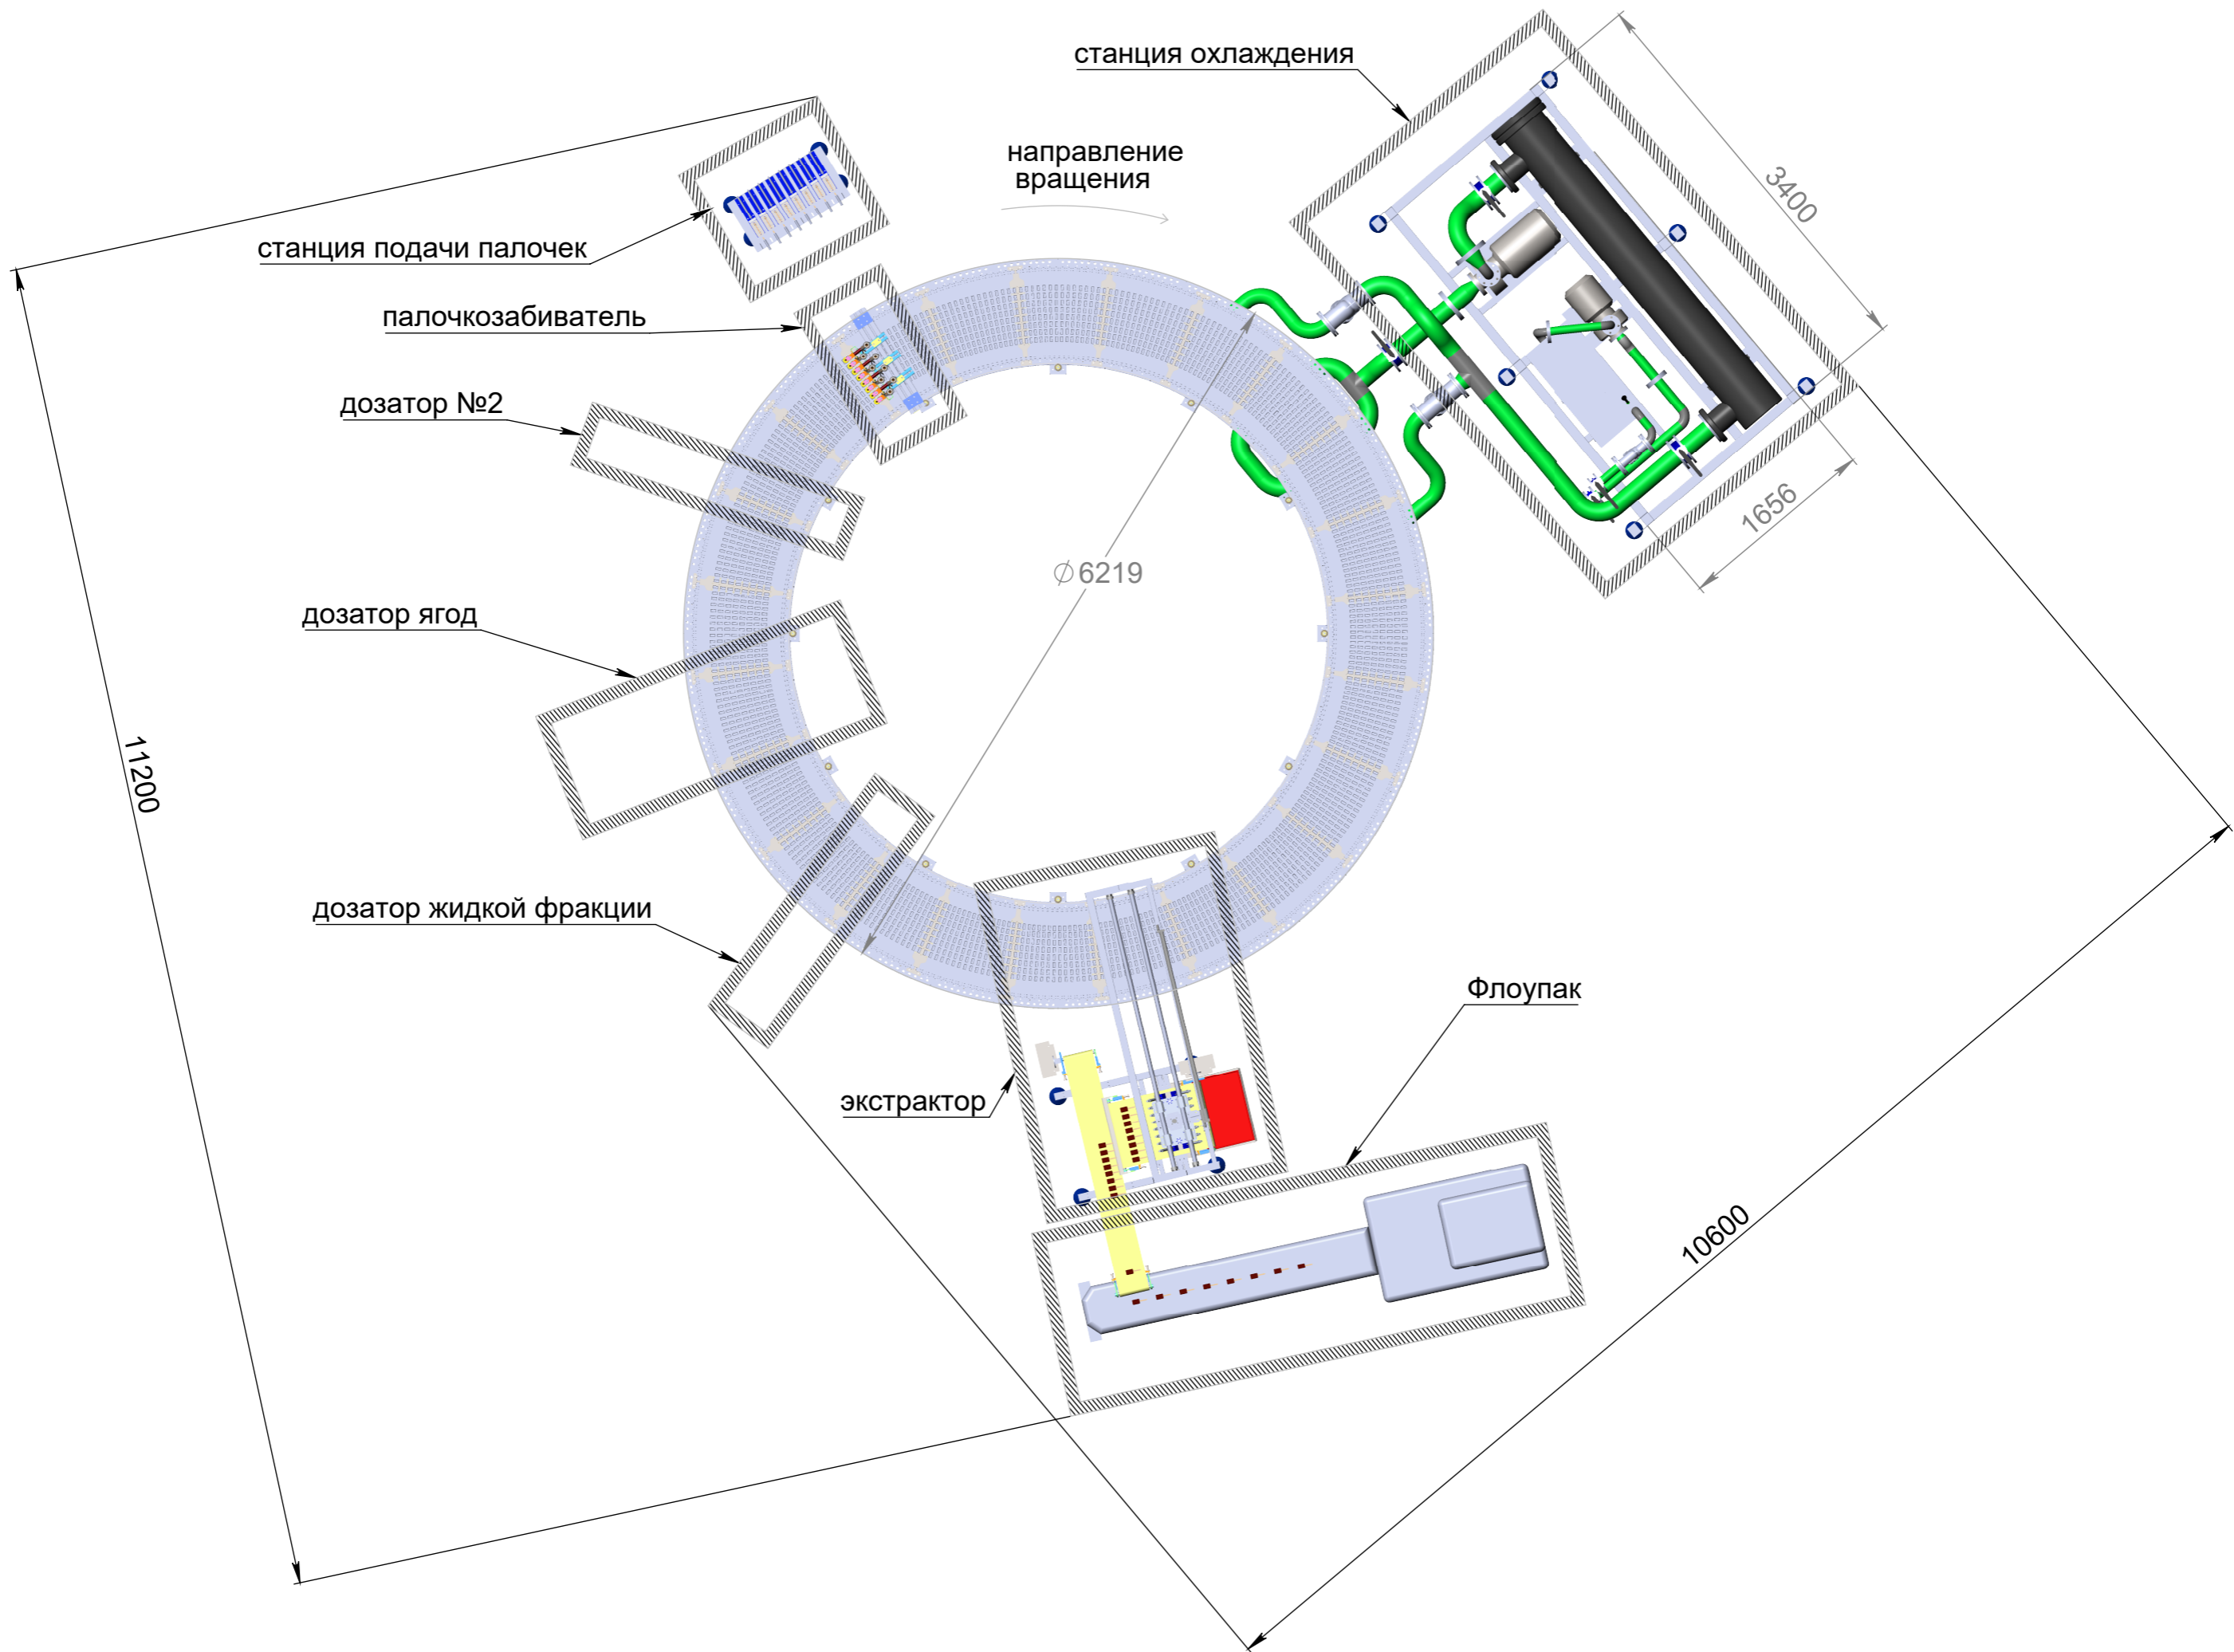 станция охлаждения
направление
вращения
3400
станция подачи палочек
палочкозабиватель
дозатор №2
1656
∅6219
дозатор ягод
11200
дозатор жидкой фракции
Флоупак
экстрактор
10600